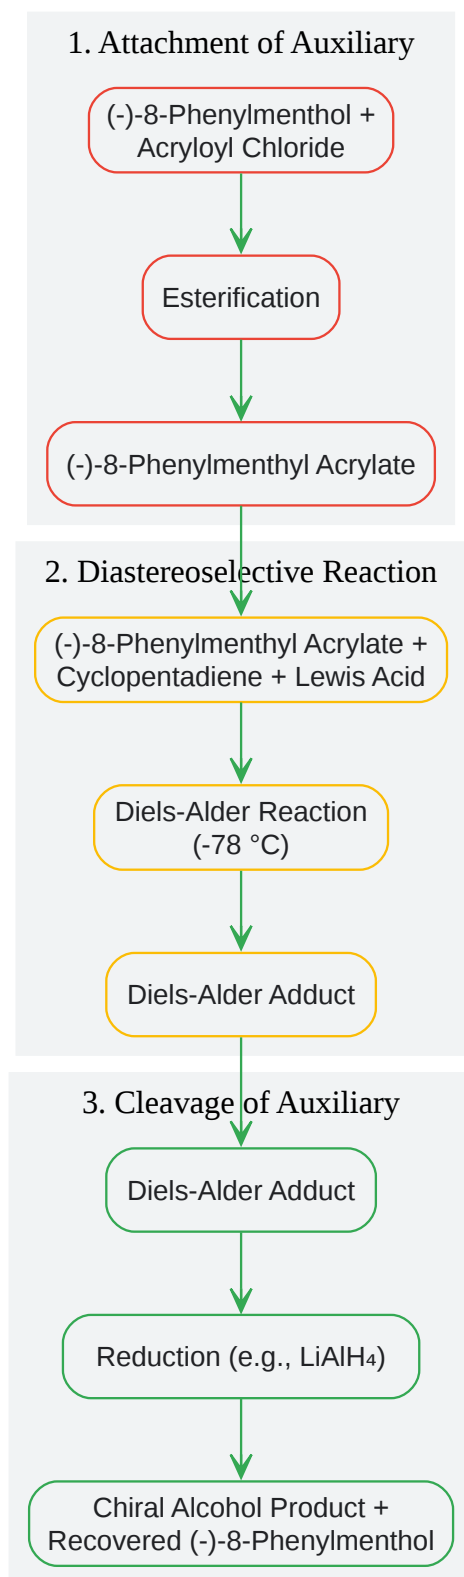 1. Attachment of Auxiliary
(-)-8-Phenylmenthol +
Acryloyl Chloride
Esterification
(-)-8-Phenylmenthyl Acrylate
2. Diastereoselective Reaction
(-)-8-Phenylmenthyl Acrylate +
Cyclopentadiene + Lewis Acid
Diels-Alder Reaction
(-78 °C)
Diels-Alder Adduct
3. Cleavage of Auxiliary
Diels-Alder Adduct
Reduction (e.g., LiAlH₄)
Chiral Alcohol Product +
Recovered (-)-8-Phenylmenthol